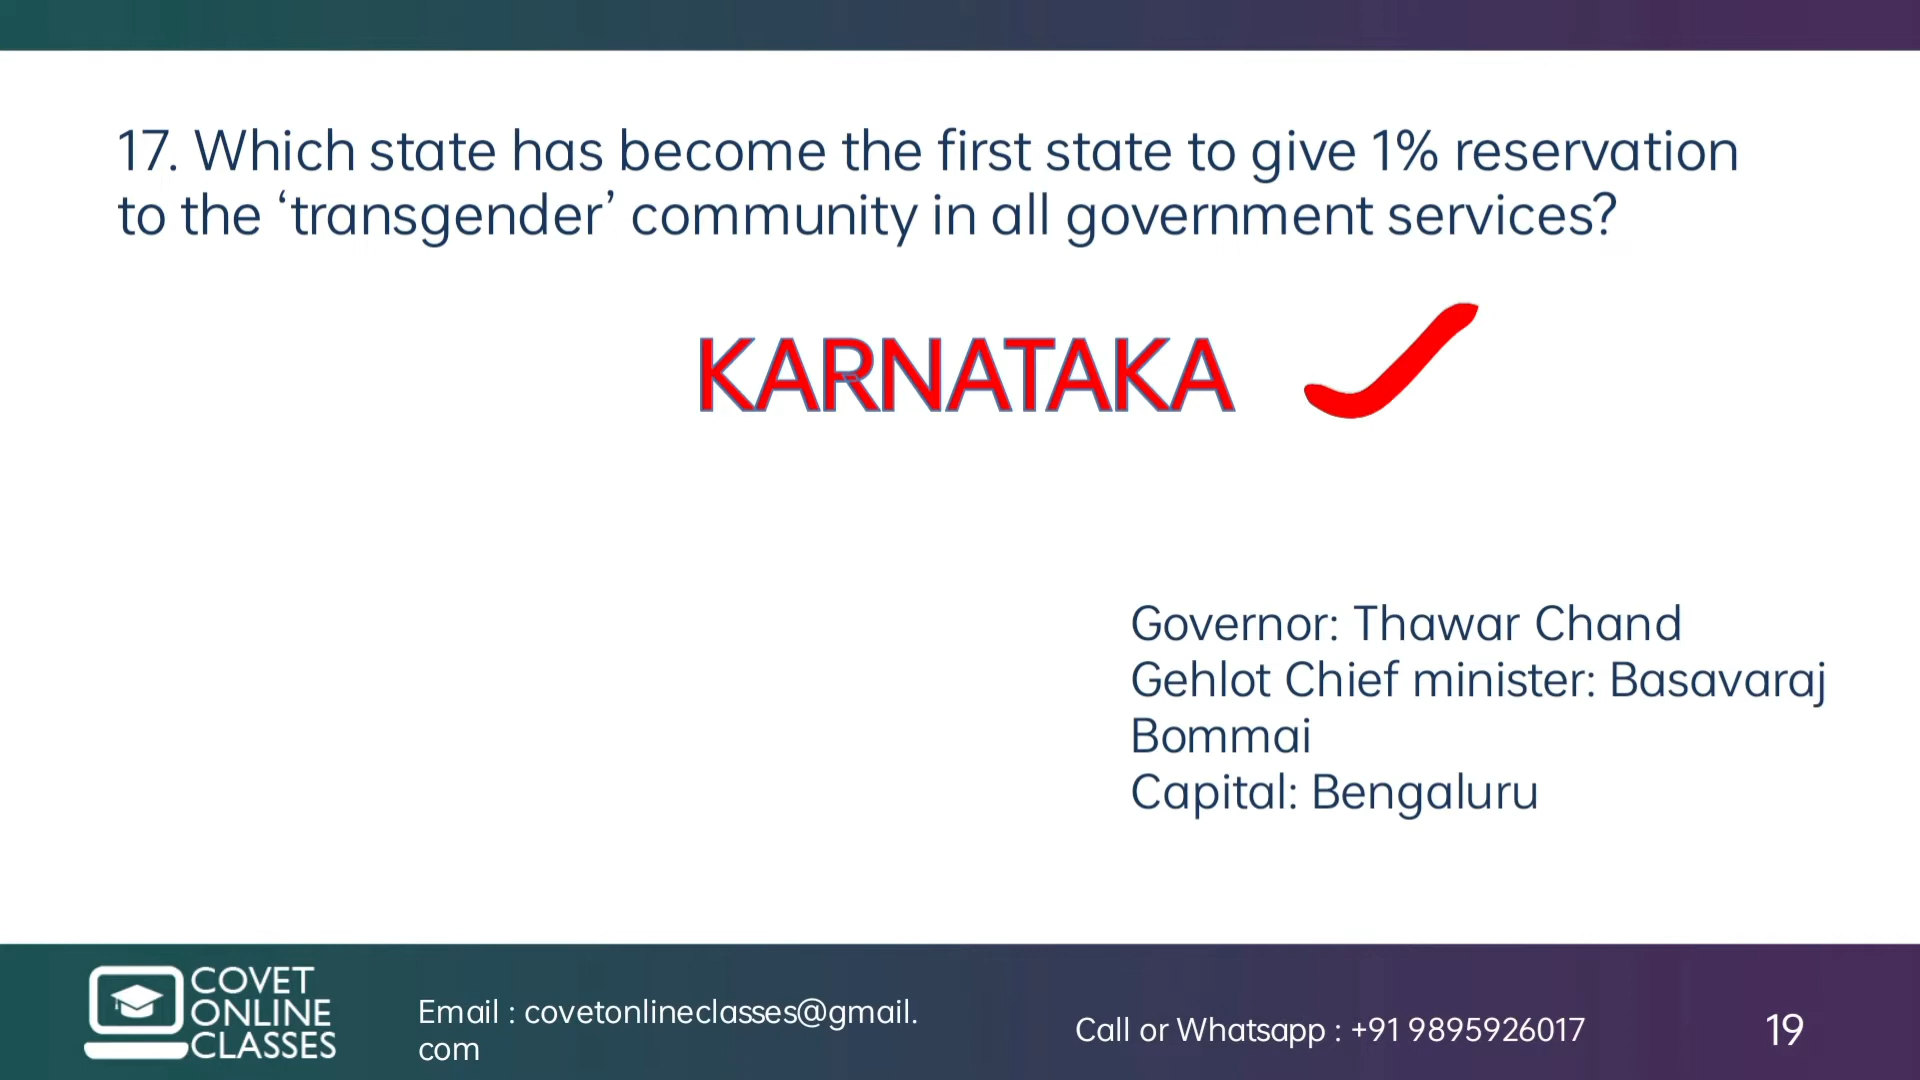 17. Which state has become the first state to give 1% reservation
to the ‘transgender’ community in all government services?
KARNATAKA
Governor: Thawar Chand
Gehlot Chief minister: Basavaraj
Bommai
Capital: Bengaluru
COVET
ONLINE
CLASSES
Email : covetonlineclasses@gmail.
com
Call or Whatsapp : +91 9895926017
19